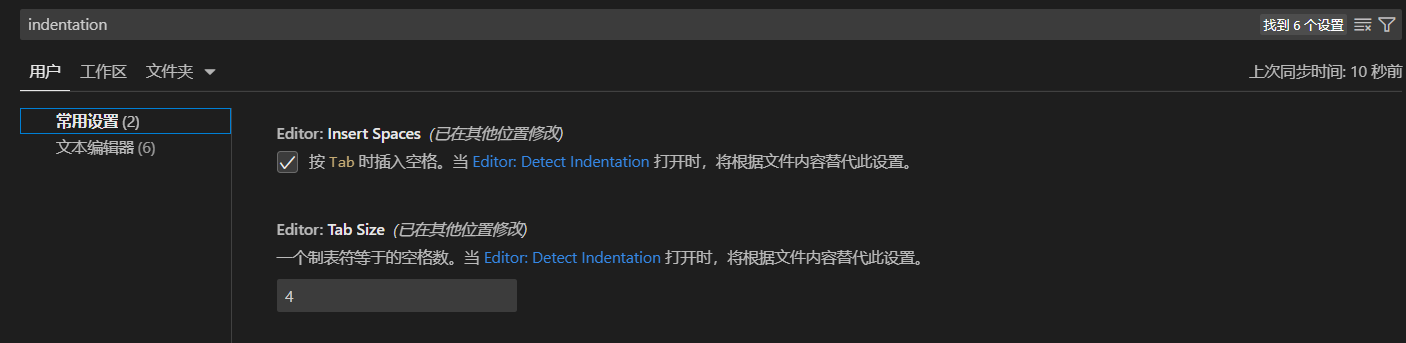 indentation
找到 6 个设置
用户 工作区 文件夹
上次同步时间: 10 秒前
常用设置 (2)
文本编辑器 (6)
Editor: Insert Spaces (已在其他位置修改)
按 Tab 时插入空格。当 Editor: Detect Indentation 打开时，将根据文件内容替代此设置。
Editor: Tab Size (已在其他位置修改)
一个制表符等于的空格数。当 Editor: Detect Indentation 打开时，将根据文件内容替代此设置。
4